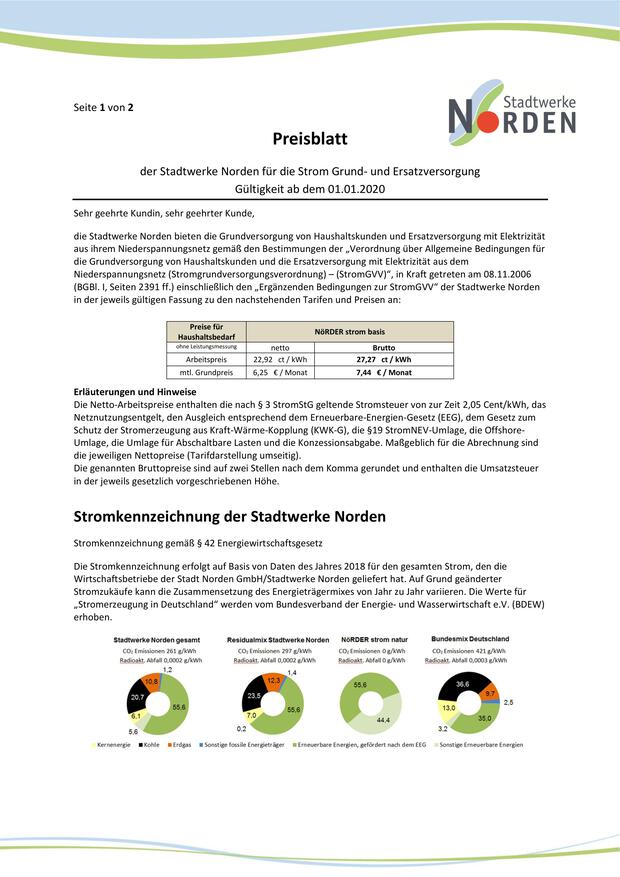 Seite 1 von 2
Stadtwerke
NORDEN
Preisblatt
der Stadtwerke Norden für die Strom Grund- und Ersatzversorgung
Gültigkeit ab dem 01.01.2020
Sehr geehrte Kundin, sehr geehrter Kunde,
die Stadtwerke Norden bieten die Grundversorgung von Haushaltskunden und Ersatzversorgung mit Elektrizität
aus ihrem Niederspannungsnetz gemäß den Bestimmungen der „Verordnung über Allgemeine Bedingungen für
die Grundversorgung von Haushaltskunden und die Ersatzversorgung mit Elektrizität aus dem
Niederspannungsnetz (Stromgrundversorgungsverordnung) – (StromGVV)“, in Kraft getreten am 08.11.2006
(BGBl. I, Seiten 2391 ff.) einschließlich den „Ergänzenden Bedingungen zur StromGVV“ der Stadtwerke Norden
in der jeweils gültigen Fassung zu den nachstehenden Tarifen und Preisen an:
Preise für Haushaltsbedarf NöRDER strom basis
ohne Leistungsmessung netto Brutto
Arbeitspreis 22,92 ct / kWh 27,27 ct / kWh
mtl. Grundpreis 6,25 € / Monat 7,44 € / Monat
Erläuterungen und Hinweise
Die Netto-Arbeitspreise enthalten die nach § 3 StromStG geltende Stromsteuer von zur Zeit 2,05 Cent/kWh, das
Netznutzungsentgelt, den Ausgleich entsprechend dem Erneuerbare-Energien-Gesetz (EEG), dem Gesetz zum
Schutz der Stromerzeugung aus Kraft-Wärme-Kopplung (KWK-G), die §19 StromNEV-Umlage, die Offshore-
Umlage, die Umlage für Abschaltbare Lasten und die Konzessionsabgabe. Maßgeblich für die Abrechnung sind
die jeweiligen Nettopreise (Tarifdarstellung umseitig).
Die genannten Bruttopreise sind auf zwei Stellen nach dem Komma gerundet und enthalten die Umsatzsteuer
in der jeweils gesetzlich vorgeschriebenen Höhe.
Stromkennzeichnung der Stadtwerke Norden
Stromkennzeichnung gemäß § 42 Energiewirtschaftsgesetz
Die Stromkennzeichnung erfolgt auf Basis von Daten des Jahres 2018 für den gesamten Strom, den die
Wirtschaftsbetriebe der Stadt Norden GmbH/Stadtwerke Norden geliefert hat. Auf Grund geänderter
Stromzukäufe kann die Zusammensetzung des Energieträgermixes von Jahr zu Jahr variieren. Die Werte für
„Stromerzeugung in Deutschland“ werden vom Bundesverband der Energie- und Wasserwirtschaft e.V. (BDEW)
erhoben.
Stadtwerke Norden gesamt Residualmix Stadtwerke Norden NöRDER strom natur Bundesmix Deutschland
CO₂ Emissionen 261 g/kWh CO₂ Emissionen 297 g/kWh CO₂ Emissionen 0 g/kWh CO₂ Emissionen 421 g/kWh
Radioakt. Abfall 0,0002 g/kWh Radioakt. Abfall 0,0002 g/kWh Radioakt. Abfall 0 g/kWh Radioakt. Abfall 0,0003 g/kWh
1,2 10,8 20,7 55,6 6,1 5,6
1,4 12,3 23,5 55,6 7,0 0,2
55,6 44,4
36,6 9,7 2,5 13,0 35,0 3,2
Kernenergie Kohle Erdgas Sonstige fossile Energieträger Erneuerbare Energien, gefördert nach dem EEG Sonstige Erneuerbare Energien